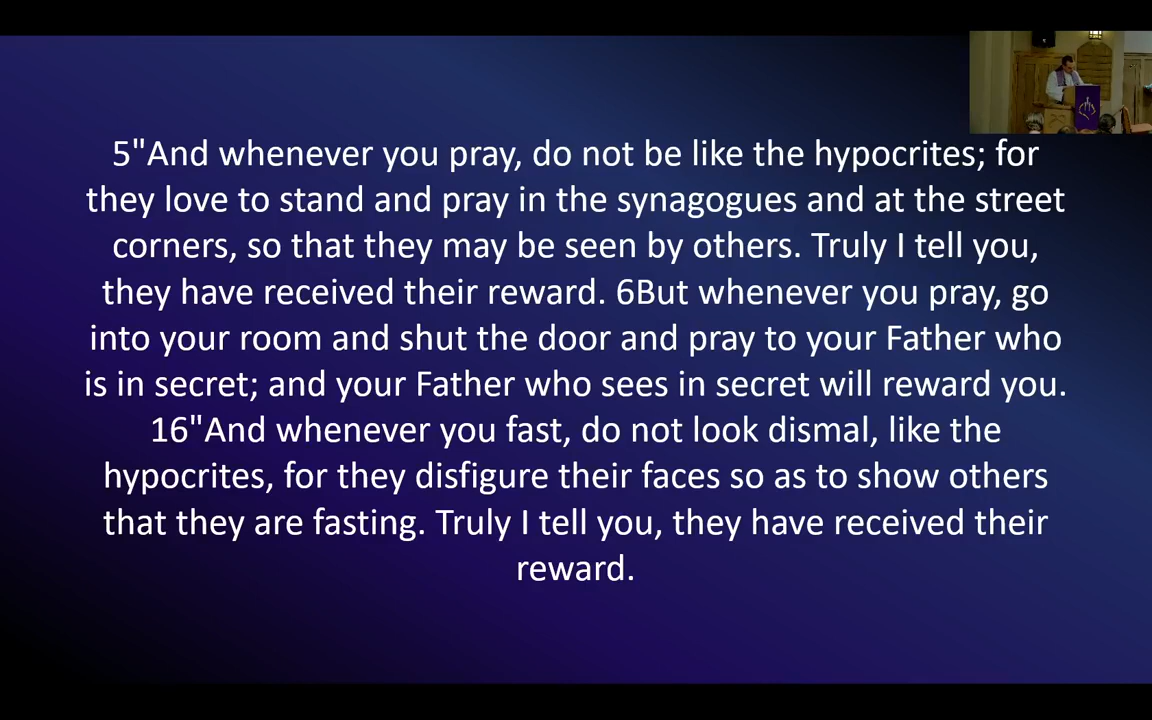 5"And whenever you pray, do not be like the hypocrites; for
they love to stand and pray in the synagogues and at the street
corners, so that they may be seen by others. Truly I tell you,
they have received their reward. 6But whenever you pray, go
into your room and shut the door and pray to your Father who
is in secret; and your Father who sees in secret will reward you.
16"And whenever you fast, do not look dismal, like the
hypocrites, for they disfigure their faces so as to show others
that they are fasting. Truly I tell you, they have received their
reward.